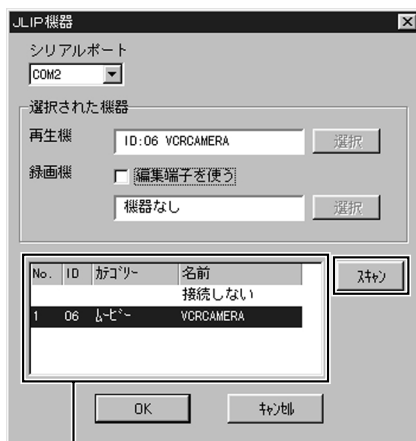 JLIP機器
シリアルポート
COM2
選択された機器
再生機 ID:06 VCRCAMERA 選択
録画機 編集端子を使う
機器なし 選択
No. ID ｶﾃｺﾞﾘｰ 名前
接続しない
1 06 ﾑｰﾋﾞｰ VCRCAMERA
ｽｷｬﾝ
OK ｷｬﾝｾﾙ